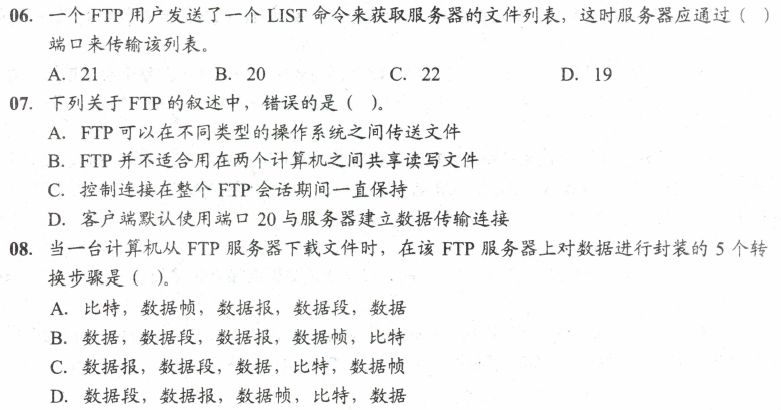 06. 一个 FTP 用户发送了一个 LIST 命令来获取服务器的文件列表，这时服务器应通过（ ）
端口来传输该列表。
A. 21 B. 20 C. 22 D. 19
07. 下列关于 FTP 的叙述中，错误的是（ ）。
A. FTP 可以在不同类型的操作系统之间传送文件
B. FTP 并不适合用在两个计算机之间共享读写文件
C. 控制连接在整个 FTP 会话期间一直保持
D. 客户端默认使用端口 20 与服务器建立数据传输连接
08. 当一台计算机从 FTP 服务器下载文件时，在该 FTP 服务器上对数据进行封装的 5 个转
换步骤是（ ）。
A. 比特，数据帧，数据报，数据段，数据
B. 数据，数据段，数据报，数据帧，比特
C. 数据报，数据段，数据，比特，数据帧
D. 数据段，数据报，数据帧，比特，数据